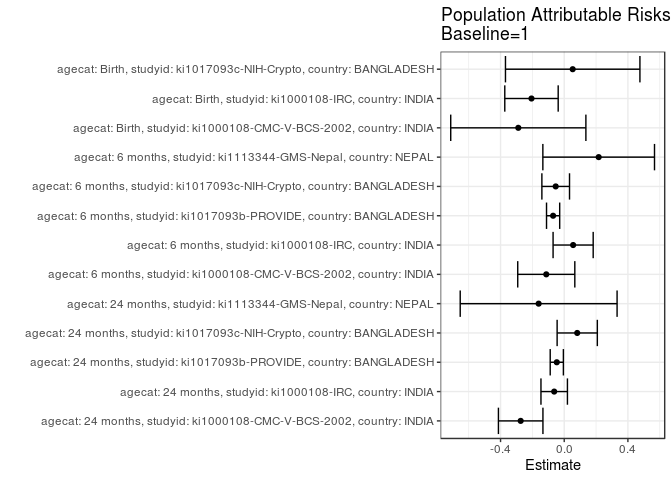 Population Attributable Risks
Baseline=1
agecat: Birth, studyid: ki1017093c-NIH-Crypto, country: BANGLADESH
agecat: Birth, studyid: ki1000108-IRC, country: INDIA
agecat: Birth, studyid: ki1000108-CMC-V-BCS-2002, country: INDIA
agecat: 6 months, studyid: ki1113344-GMS-Nepal, country: NEPAL
agecat: 6 months, studyid: ki1017093c-NIH-Crypto, country: BANGLADESH
agecat: 6 months, studyid: ki1017093b-PROVIDE, country: BANGLADESH
agecat: 6 months, studyid: ki1000108-IRC, country: INDIA
agecat: 6 months, studyid: ki1000108-CMC-V-BCS-2002, country: INDIA
agecat: 24 months, studyid: ki1113344-GMS-Nepal, country: NEPAL
agecat: 24 months, studyid: ki1017093c-NIH-Crypto, country: BANGLADESH
agecat: 24 months, studyid: ki1017093b-PROVIDE, country: BANGLADESH
agecat: 24 months, studyid: ki1000108-IRC, country: INDIA
agecat: 24 months, studyid: ki1000108-CMC-V-BCS-2002, country: INDIA
-0.4 0.0 0.4
Estimate